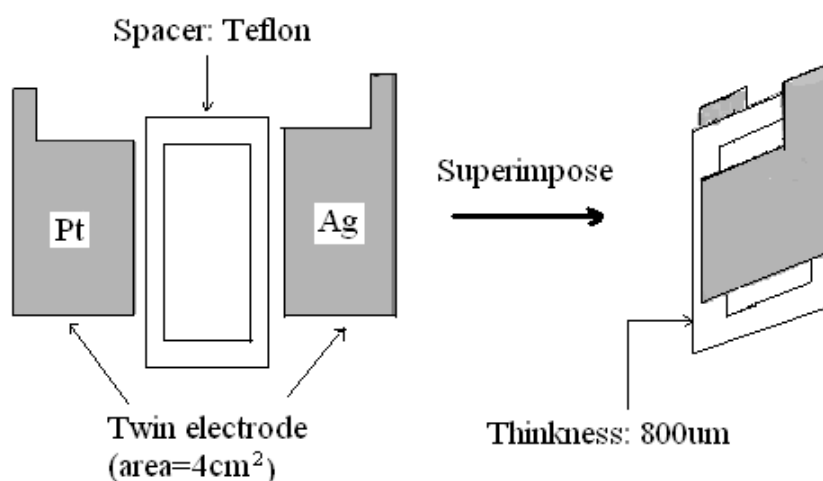 Spacer: Teflon
Pt
Ag
Superimpose
Twin electrode
(area=4cm²)
Thinkness: 800um